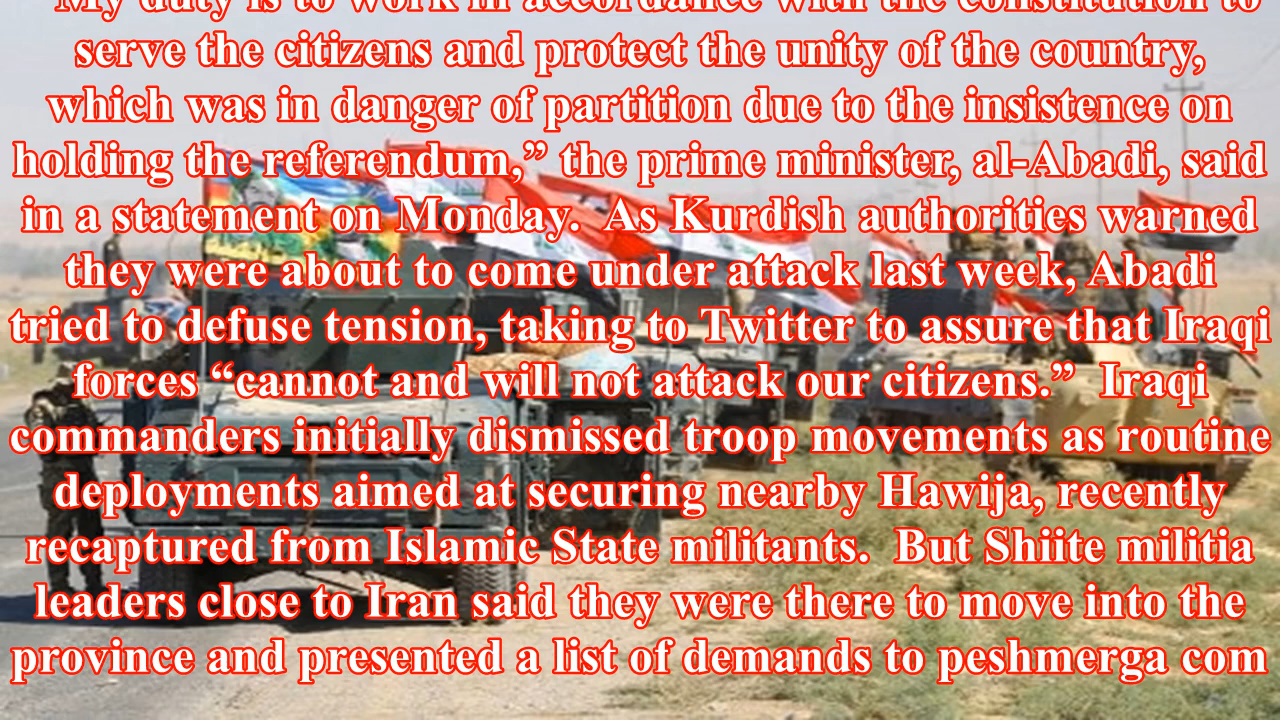 My duty is to work in accordance with the constitution to
serve the citizens and protect the unity of the country,
which was in danger of partition due to the insistence on
holding the referendum,” the prime minister, al-Abadi, said
in a statement on Monday.  As Kurdish authorities warned
they were about to come under attack last week, Abadi
tried to defuse tension, taking to Twitter to assure that Iraqi
forces “cannot and will not attack our citizens.”  Iraqi
commanders initially dismissed troop movements as routine
deployments aimed at securing nearby Hawija, recently
recaptured from Islamic State militants.  But Shiite militia
leaders close to Iran said they were there to move into the
province and presented a list of demands to peshmerga com